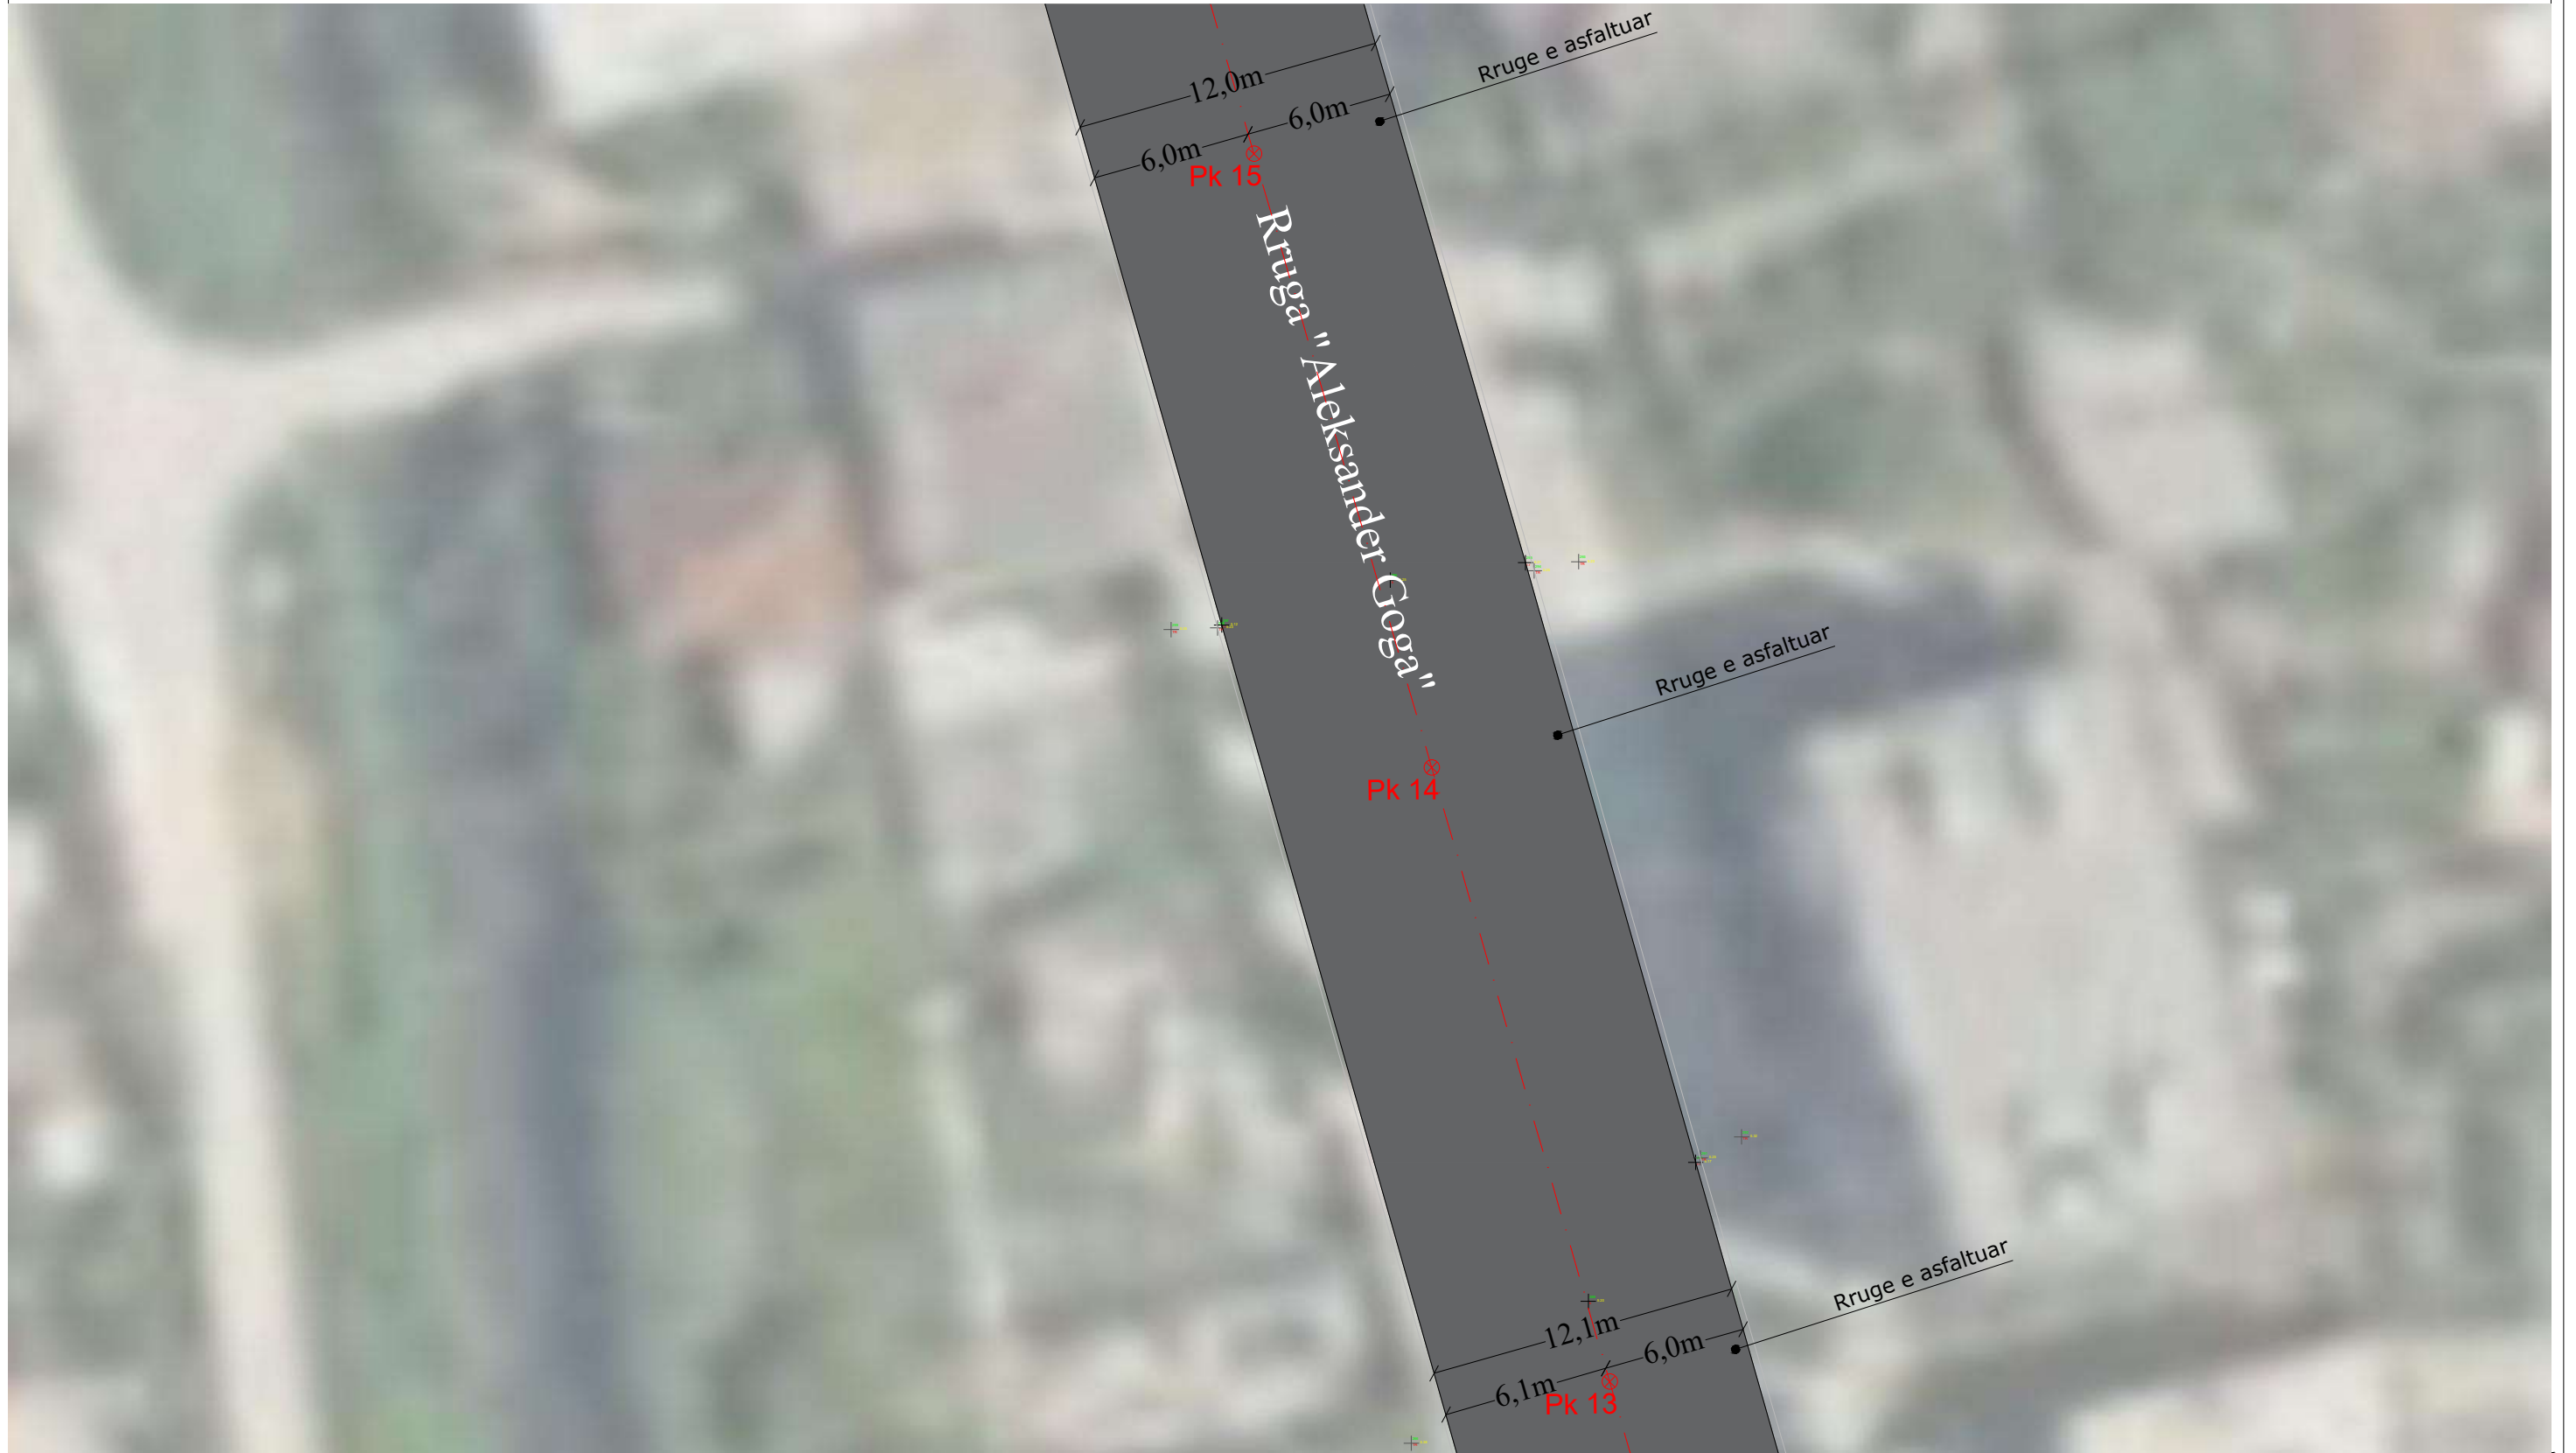 Rruge e asfaltuar
12,0m
6,0m
6,0m
Pk 15
Rruga "Aleksander Goga"
Rruge e asfaltuar
Pk 14
Rruge e asfaltuar
12,1m
6,0m
6,1m
Pk 13